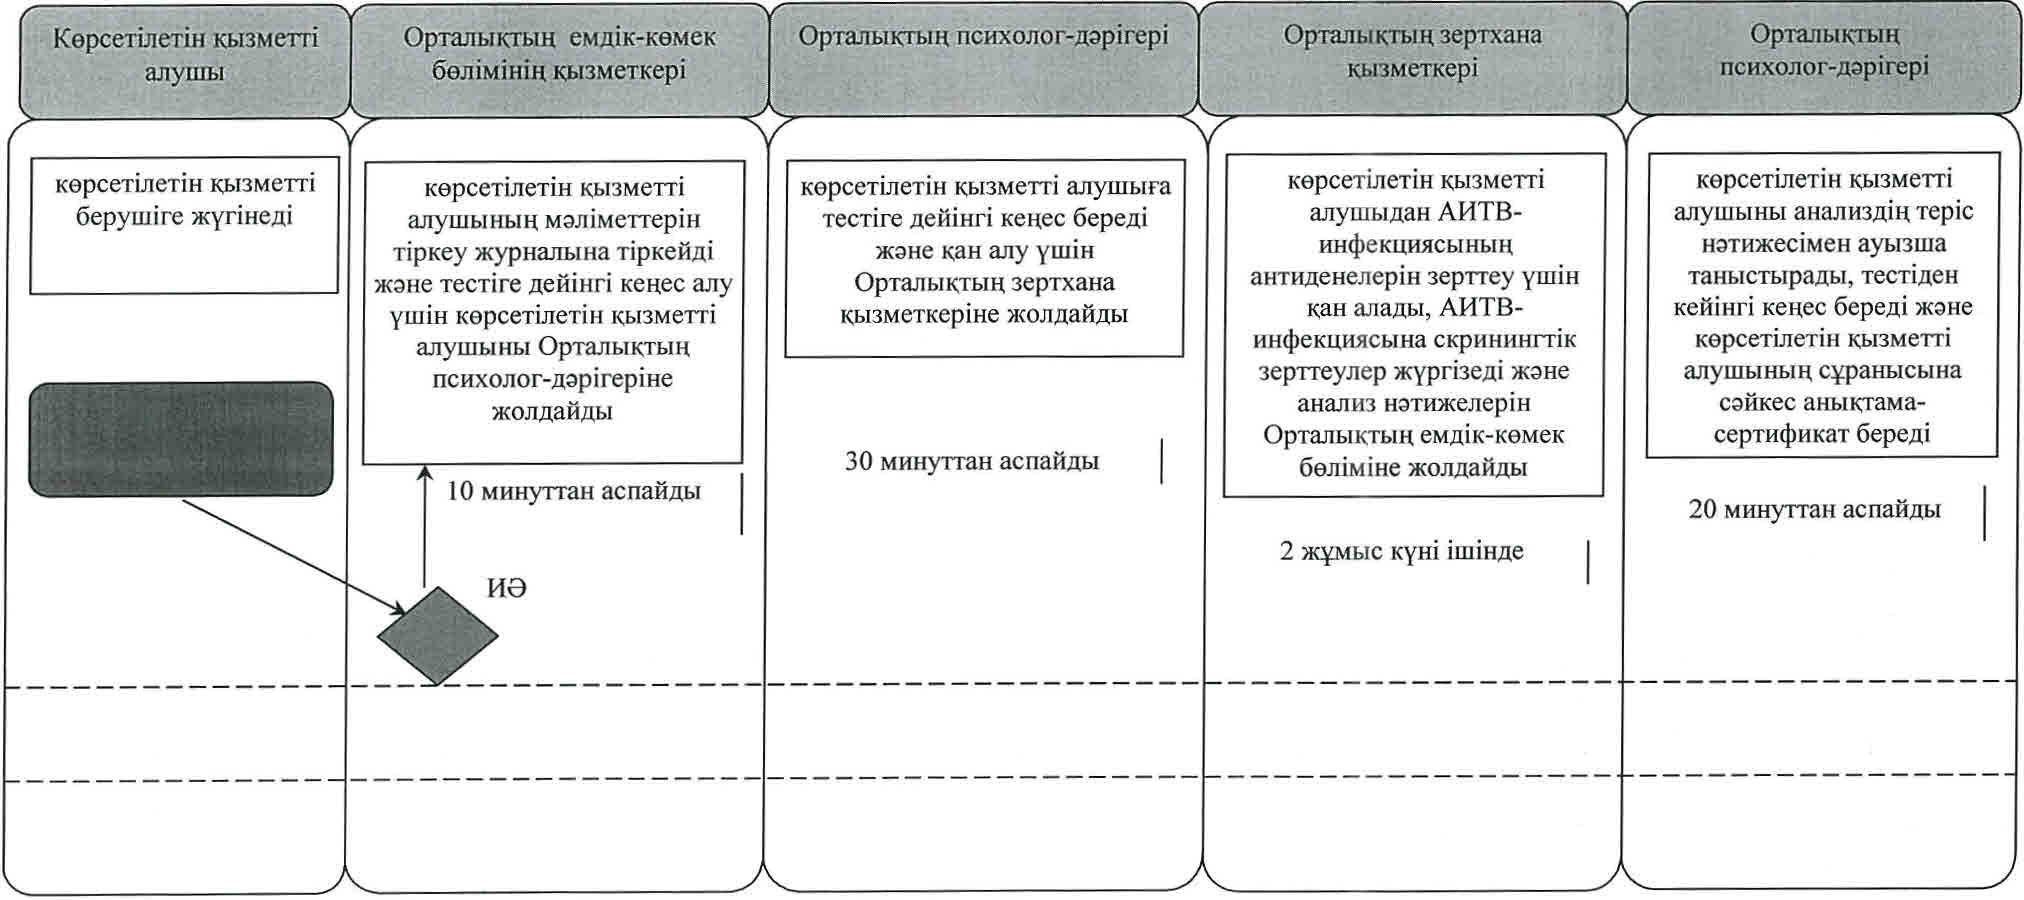 Көрсетілетін қызметті
алушы
Орталықтың емдік-көмек
бөлімінің қызметкері
Орталықтың психолог-дәрігері
Орталықтың зертхана
қызметкері
Орталықтың
психолог-дәрігері
көрсетілетін қызметті
берушіге жүгінеді
көрсетілетін қызметті
алушының мәліметтерін
тіркеу журналына тіркейді
және тестіге дейінгі кеңес алу
үшін көрсетілетін қызметті
алушыны Орталықтың
психолог-дәрігеріне
жолдайды
10 минуттан аспайды
ИӘ
көрсетілетін қызметті алушыға
тестіге дейінгі кеңес береді
және қан алу үшін
Орталықтың зертхана
қызметкеріне жолдайды
30 минуттан аспайды
көрсетілетін қызметті
алушыдан АИТВ-
инфекциясының
антиденелерін зерттеу үшін
қан алады, АИТВ-
инфекциясына скринингтік
зерттеулер жүргізеді және
анализ нәтижелерін
Орталықтың емдік-көмек
бөліміне жолдайды
2 жұмыс күні ішінде
көрсетілетін қызметті
алушыны анализдің теріс
нәтижесімен ауызша
таныстырады, тестіден
кейінгі кеңес береді және
көрсетілетін қызметті
алушының сұранысына
сәйкес анықтама-
сертификат береді
20 минуттан аспайды